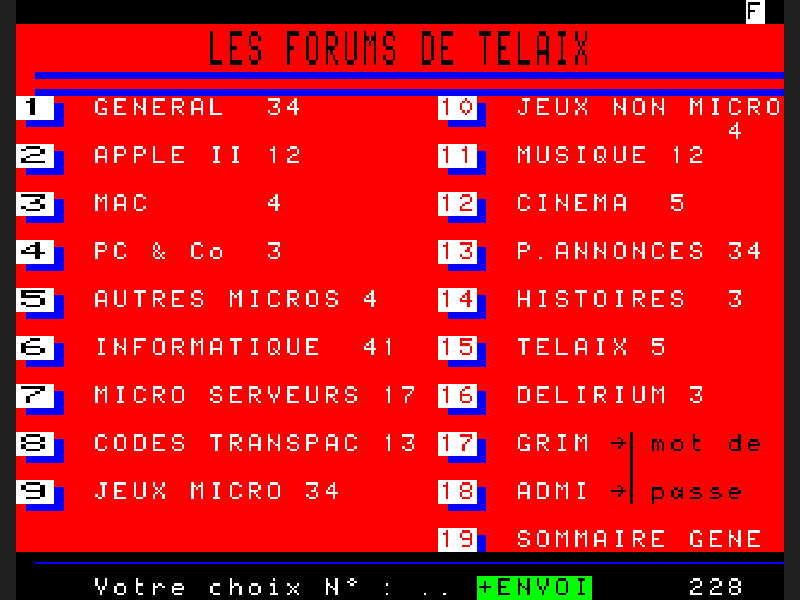 F
LES FORUMS DE TELAIX
1 GENERAL 34
10 JEUX NON MICRO
4
2 APPLE II 12
11 MUSIQUE 12
3 MAC 4
12 CINEMA 5
4 PC & Co 3
13 P.ANNONCES 34
5 AUTRES MICROS 4
14 HISTOIRES 3
6 INFORMATIQUE 41
15 TELAIX 5
7 MICRO SERVEURS 17
16 DELIRIUM 3
8 CODES TRANSPAC 13
17 GRIM → mot de
9 JEUX MICRO 34
18 ADMI → passe
19 SOMMAIRE GENE
Votre choix N° : .. +ENVOI 228